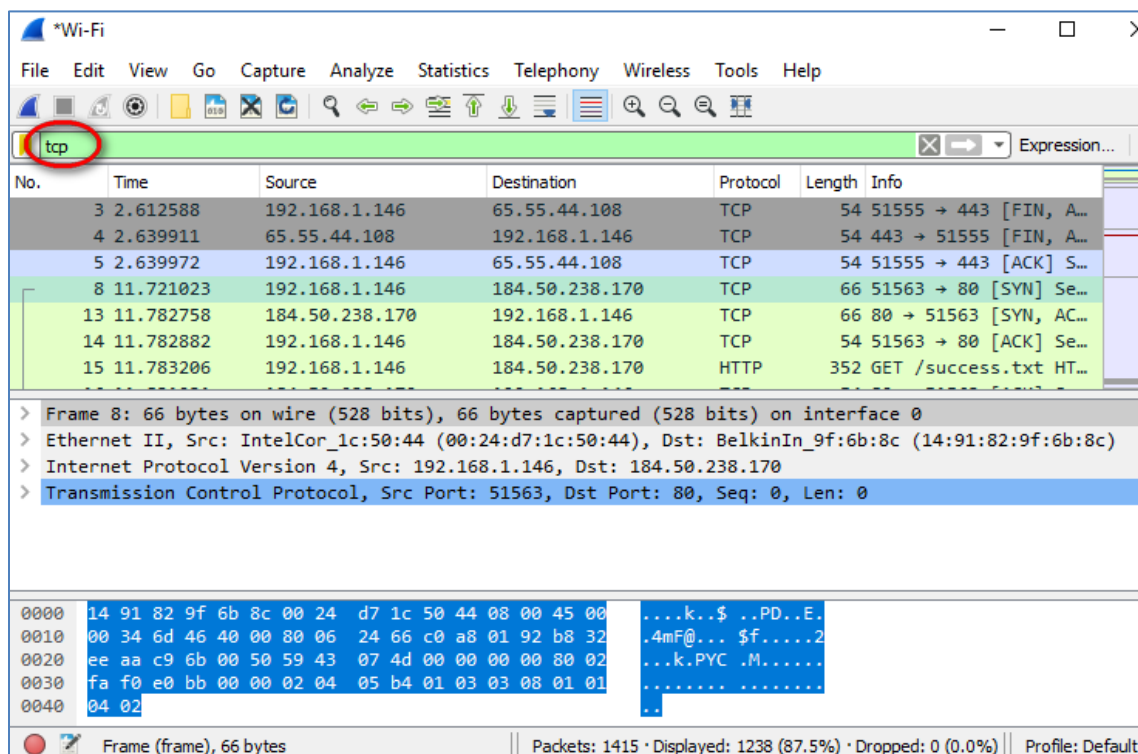 *Wi-Fi
File Edit View Go Capture Analyze Statistics Telephony Wireless Tools Help
tcp Expression...
No. Time Source Destination Protocol Length Info
3 2.612588 192.168.1.146 65.55.44.108 TCP 54 51555 → 443 [FIN, A…
4 2.639911 65.55.44.108 192.168.1.146 TCP 54 443 → 51555 [FIN, A…
5 2.639972 192.168.1.146 65.55.44.108 TCP 54 51555 → 443 [ACK] S…
8 11.721023 192.168.1.146 184.50.238.170 TCP 66 51563 → 80 [SYN] Se…
13 11.782758 184.50.238.170 192.168.1.146 TCP 66 80 → 51563 [SYN, AC…
14 11.782882 192.168.1.146 184.50.238.170 TCP 54 51563 → 80 [ACK] Se…
15 11.783206 192.168.1.146 184.50.238.170 HTTP 352 GET /success.txt HT…
> Frame 8: 66 bytes on wire (528 bits), 66 bytes captured (528 bits) on interface 0
> Ethernet II, Src: IntelCor_1c:50:44 (00:24:d7:1c:50:44), Dst: BelkinIn_9f:6b:8c (14:91:82:9f:6b:8c)
> Internet Protocol Version 4, Src: 192.168.1.146, Dst: 184.50.238.170
> Transmission Control Protocol, Src Port: 51563, Dst Port: 80, Seq: 0, Len: 0
0000 14 91 82 9f 6b 8c 00 24 d7 1c 50 44 08 00 45 00 ....k..$ ..PD..E.
0010 00 34 6d 46 40 00 80 06 24 66 c0 a8 01 92 b8 32 .4mF@... $f.....2
0020 ee aa c9 6b 00 50 59 43 07 4d 00 00 00 00 80 02 ...k.PYC .M......
0030 fa f0 e0 bb 00 00 02 04 05 b4 01 03 03 08 01 01 ........ ........
0040 04 02 ..
Frame (frame), 66 bytes Packets: 1415 · Displayed: 1238 (87.5%) · Dropped: 0 (0.0%) Profile: Default